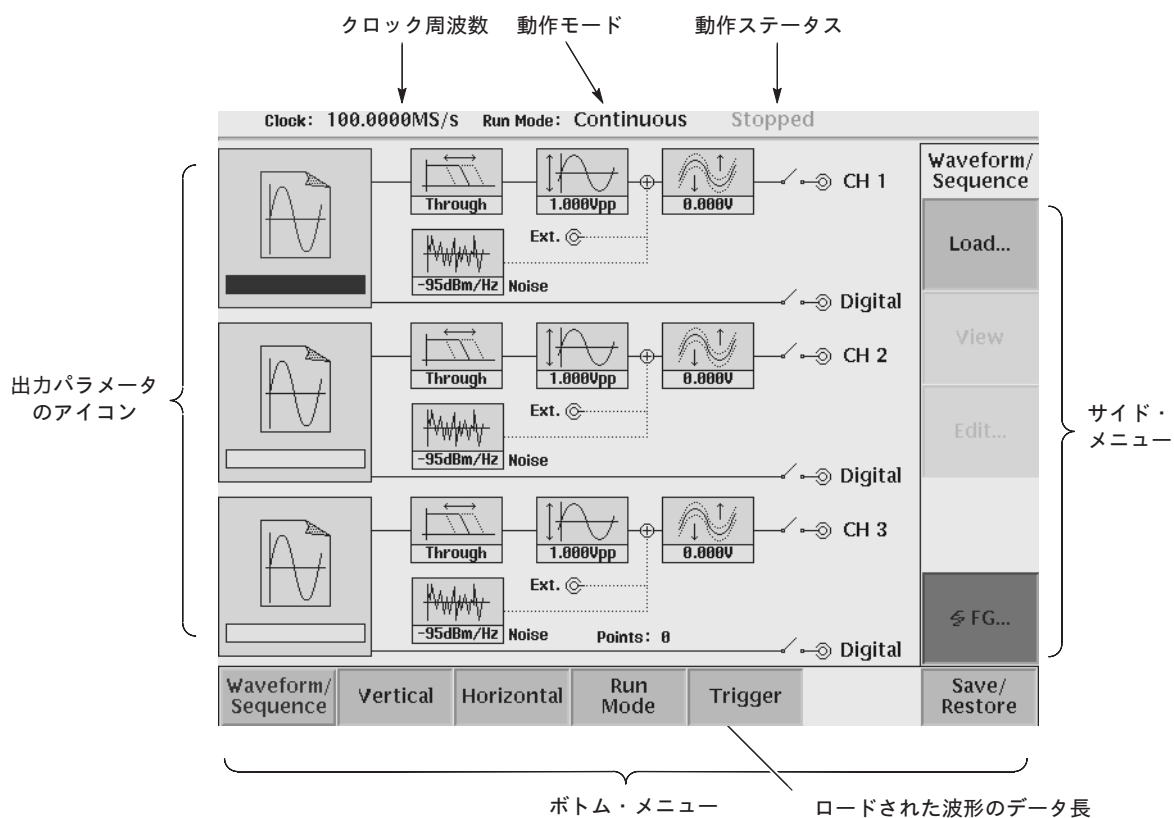 クロック周波数 動作モード 動作ステータス
Clock: 100.0000MS/s Run Mode: Continuous Stopped
Through 1.000Vpp 0.000V CH 1
Ext.
-95dBm/Hz Noise
Digital
Through 1.000Vpp 0.000V CH 2
Ext.
-95dBm/Hz Noise
Digital
Through 1.000Vpp 0.000V CH 3
Ext.
-95dBm/Hz Noise Points: 0
Digital
出力パラメータ
のアイコン
Waveform/
Sequence
Load...
View
Edit...
FG...
サイド・
メニュー
Waveform/
Sequence
Vertical
Horizontal
Run
Mode
Trigger
Save/
Restore
ボトム・メニュー
ロードされた波形のデータ長